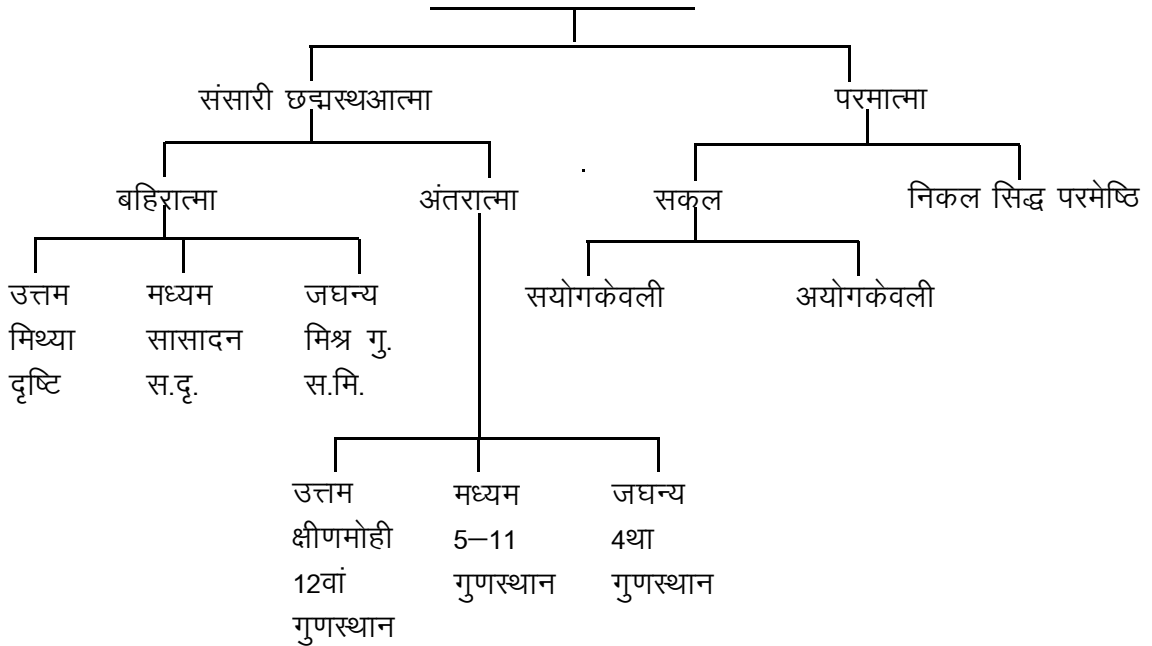 संसारी छद्मस्थआत्मा
परमात्मा
बहिरात्मा
अंतरात्मा
सकल
निकल सिद्ध परमेष्ठि
उत्तम
मिथ्या
दृष्टि
मध्यम
सासादन
स.दृ.
जघन्य
मिश्र गु.
स.मि.
सयोगकेवली
अयोगकेवली
उत्तम
क्षीणमोही
12वां
गुणस्थान
मध्यम
5–11
गुणस्थान
जघन्य
4था
गुणस्थान